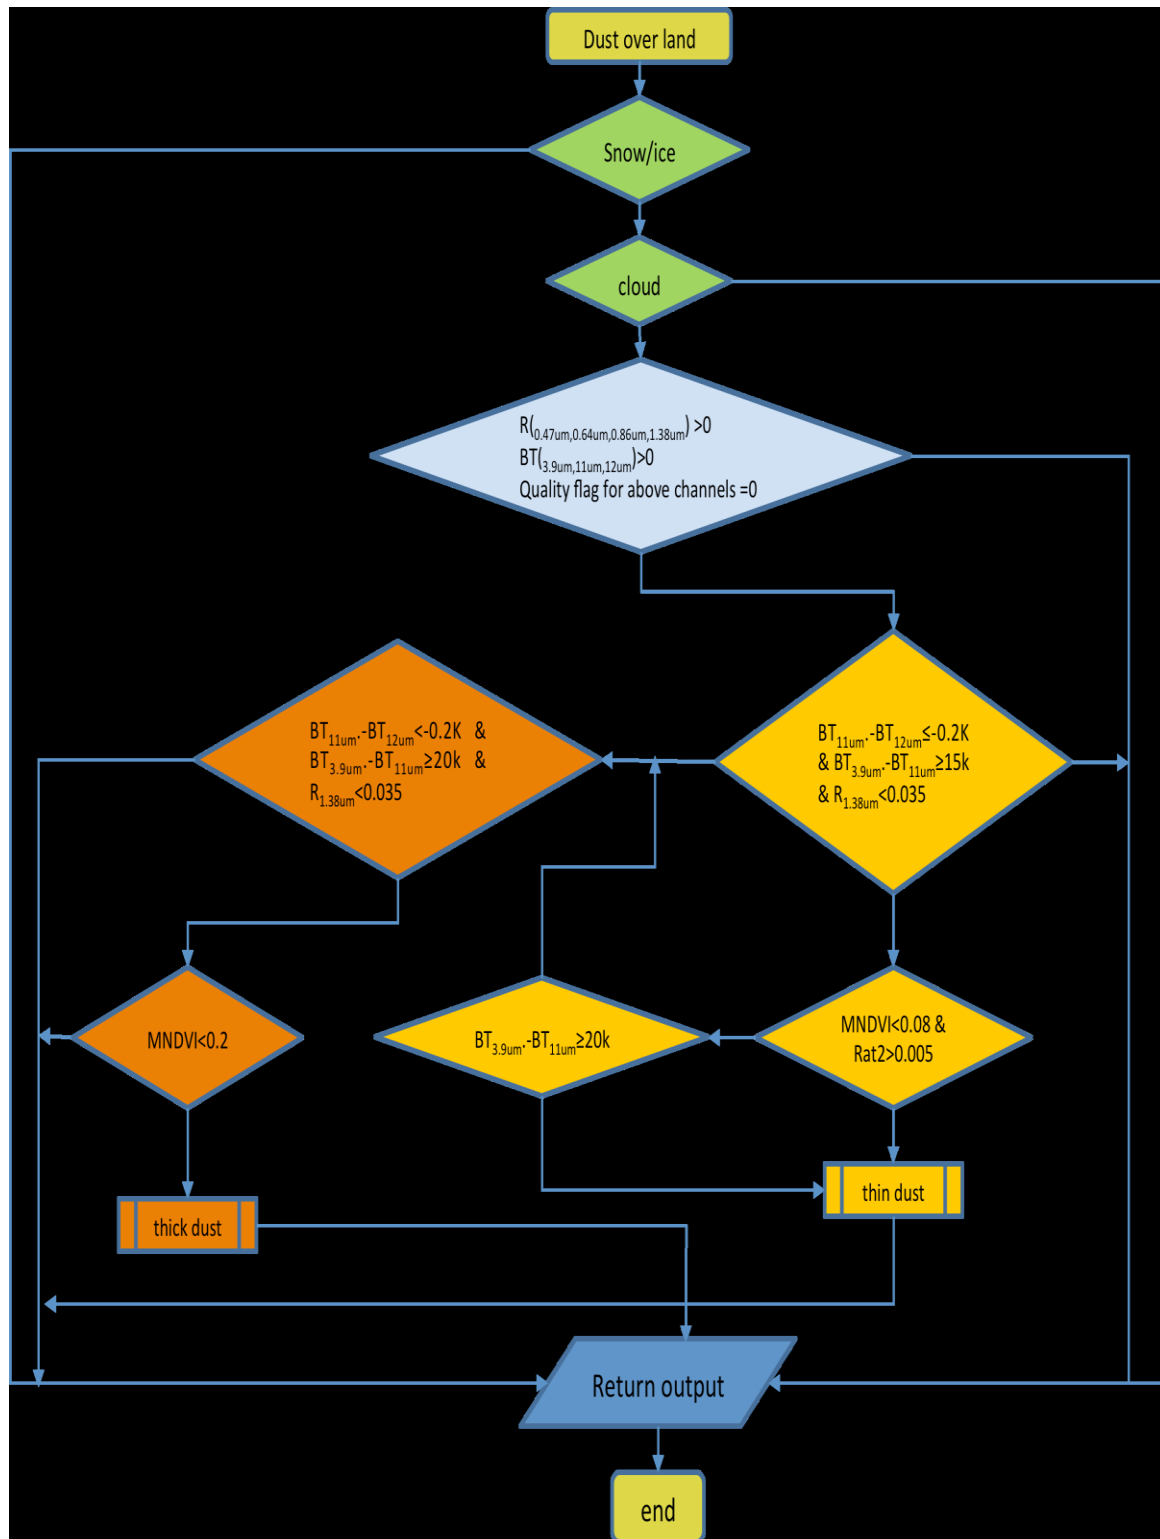 Dust over land
Snow/ice
cloud
R(0.47um,0.64um,0.86um,1.38um) >0
BT(3.9um,11um,12um)>0
Quality flag for above channels =0
BT11um.-BT12um<-0.2K &
BT3.9um.-BT11um≥20k &
R1.38um<0.035
BT11um.-BT12um≤-0.2K
& BT3.9um.-BT11um≥15k
& R1.38um<0.035
MNDVI<0.2
BT3.9um.-BT11um≥20k
MNDVI<0.08 &
Rat2>0.005
thick dust
thin dust
Return output
end